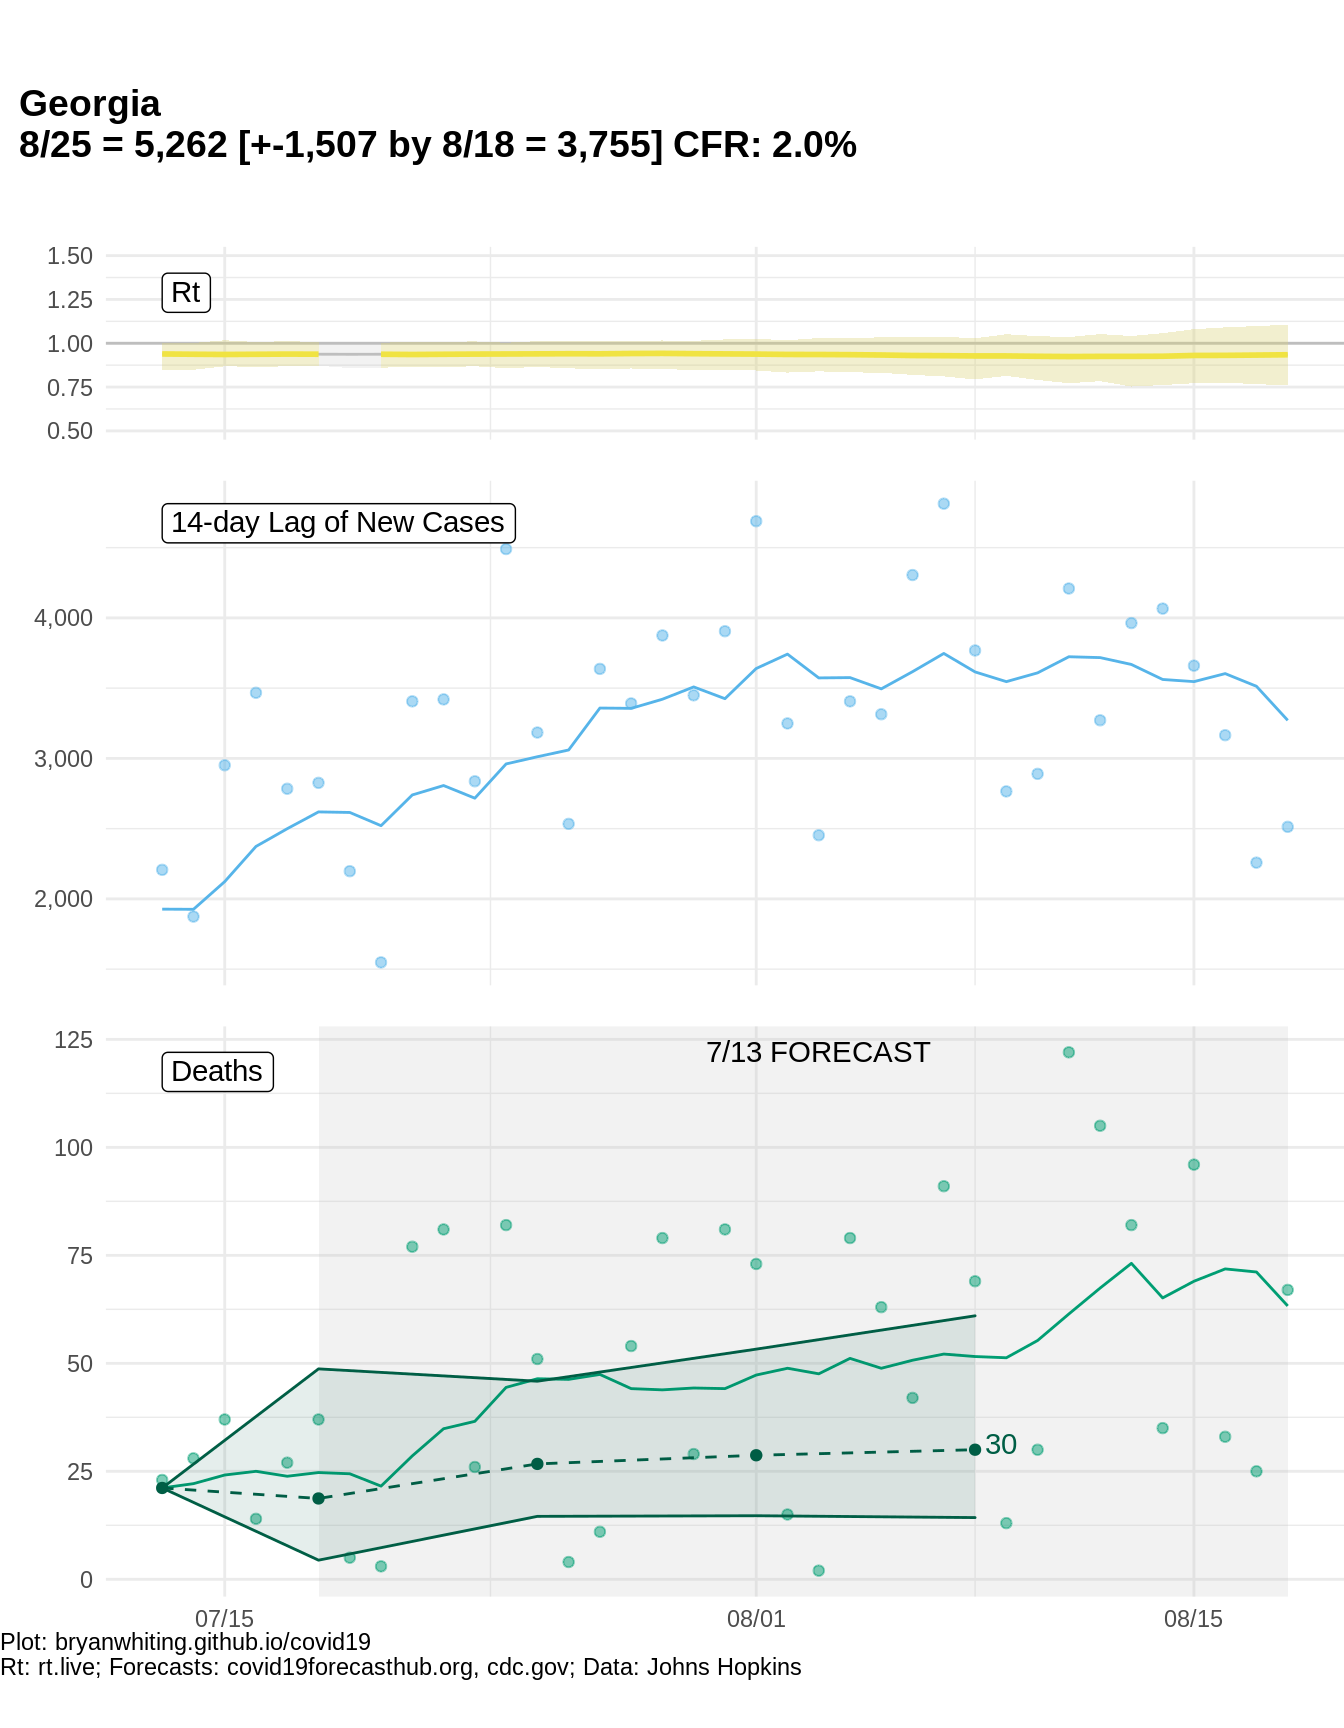 Georgia
8/25 = 5,262 [+-1,507 by 8/18 = 3,755] CFR: 2.0%
1.50
Rt
1.25
1.00
0.75
0.50
14-day Lag of New Cases
4,000
3,000
2,000
125
7/13 FORECAST
Deaths
100
75
50
30
25
0
07/15 08/01 08/15
Plot: bryanwhiting.github.io/covid19
Rt: rt.live; Forecasts: covid19forecasthub.org, cdc.gov; Data: Johns Hopkins